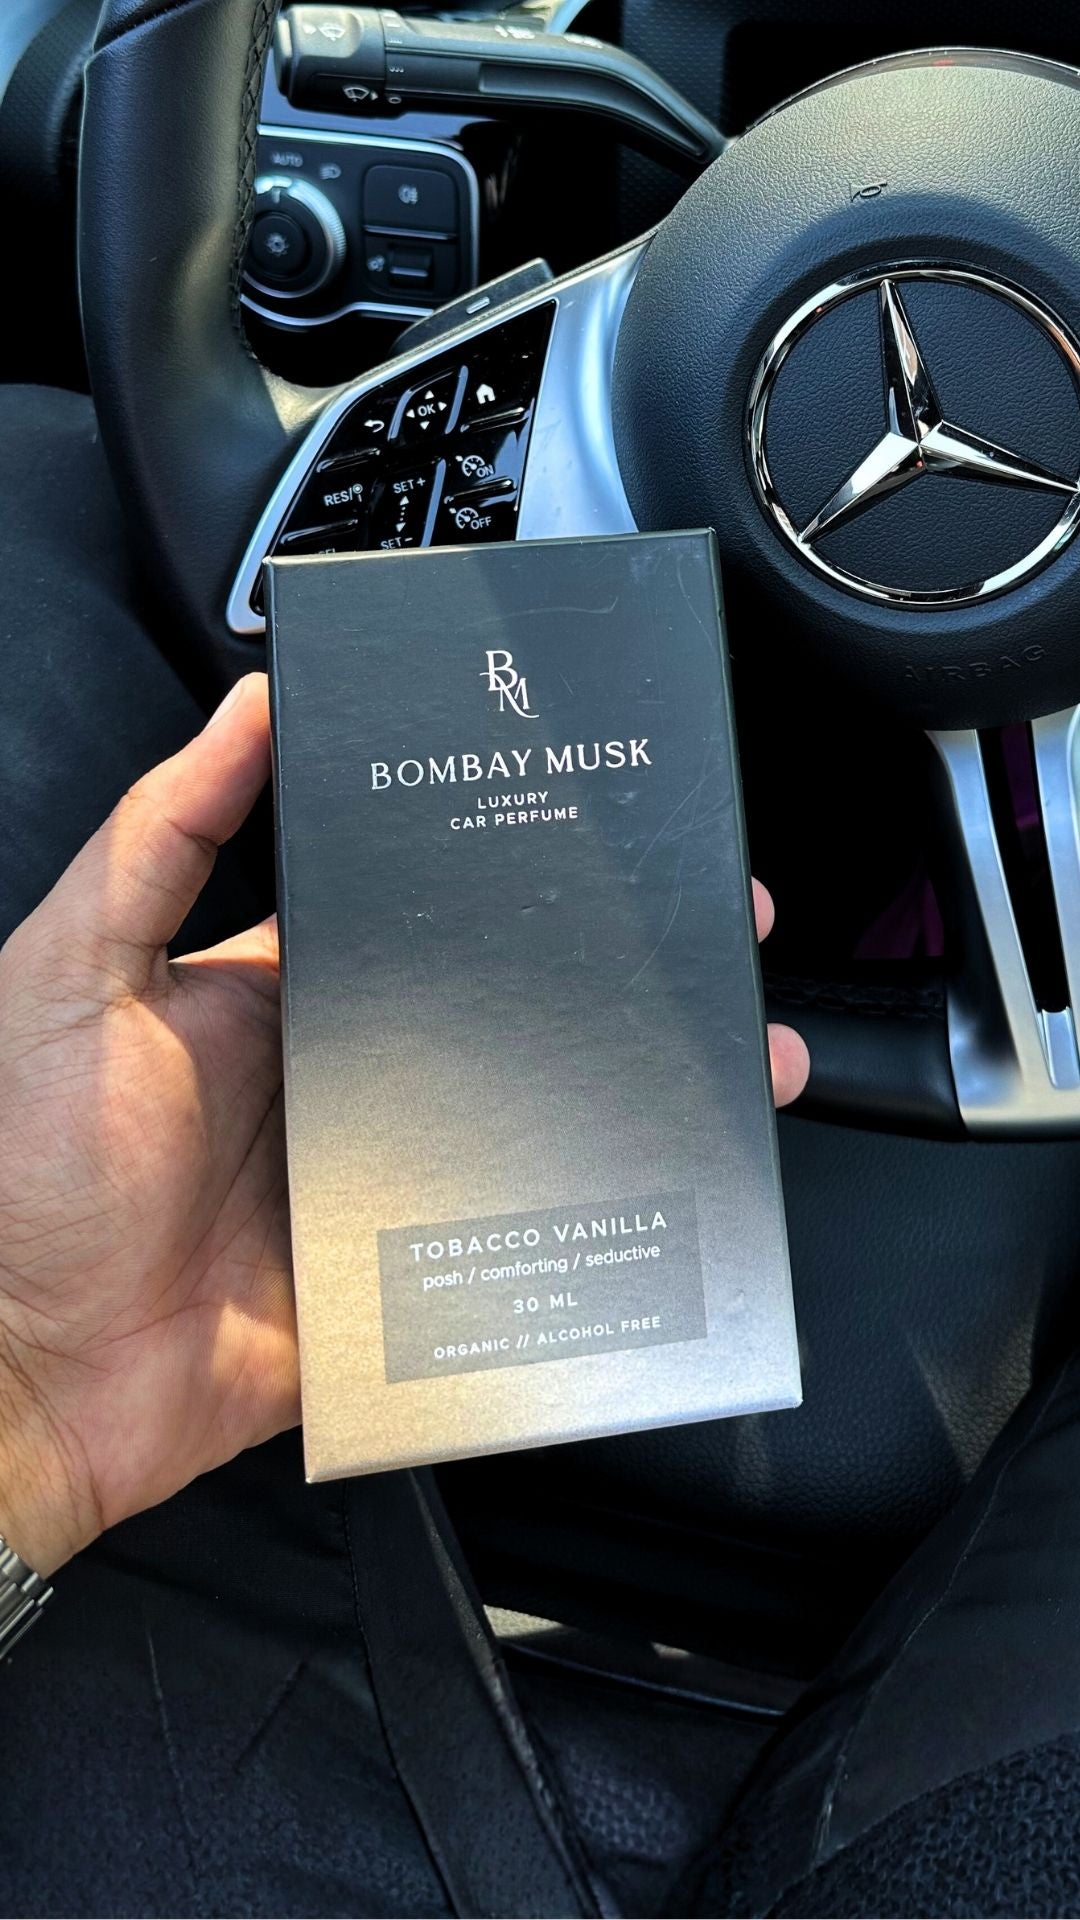 AUTO
OK
RES/
SET+
SET-
ON
OFF
AIRBAG
BM
BOMBAY MUSK
LUXURY
CAR PERFUME
TOBACCO VANILLA
posh / comforting / seductive
30 ML
ORGANIC // ALCOHOL FREE